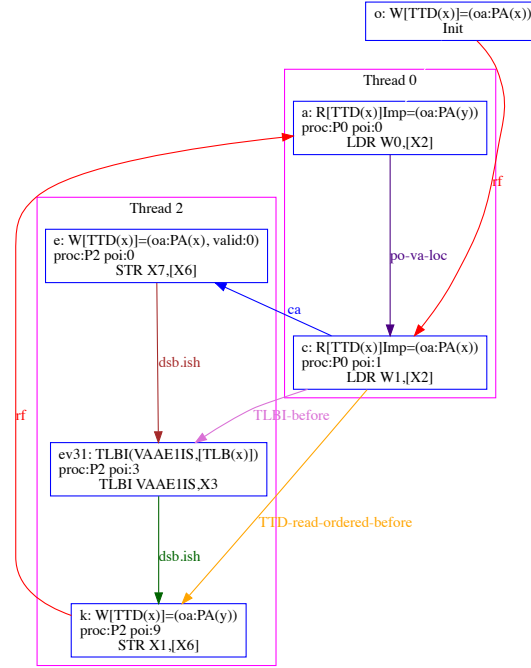 o: W[TTD(x)]=(oa:PA(x))
Init
Thread 0
a: R[TTD(x)]Imp=(oa:PA(y))
proc:P0 poi:0
LDR W0,[X2]
rf
Thread 2
e: W[TTD(x)]=(oa:PA(x), valid:0)
proc:P2 poi:0
STR X7,[X6]
po-va-loc
ca
c: R[TTD(x)]Imp=(oa:PA(x))
proc:P0 poi:1
LDR W1,[X2]
dsb.ish
rf
TLBI-before
ev31: TLBI(VAAE1IS,[TLB(x)])
proc:P2 poi:3
TLBI VAAE1IS,X3
TTD-read-ordered-before
dsb.ish
k: W[TTD(x)]=(oa:PA(y))
proc:P2 poi:9
STR X1,[X6]